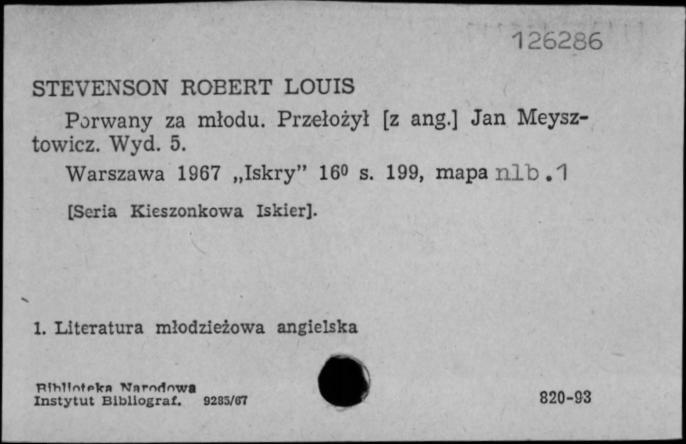 126286
STEVENSON ROBERT LOUIS
Porwany za młodu. Przełożył [z ang.] Jan Meysz-
towicz. Wyd. 5.
Warszawa 1967 „Iskry” 16⁰ s. 199, mapa nlb.1
[Seria Kieszonkowa Iskier].
1. Literatura młodzieżowa angielska
Biblioteka Narodowa
Instytut Bibliograf. 9285/67
820-93